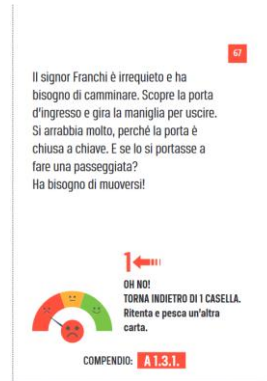 67
Il signor Franchi è irrequieto e ha
bisogno di camminare. Scopre la porta
d'ingresso e gira la maniglia per uscire.
Si arrabbia molto, perché la porta è
chiusa a chiave. E se lo si portasse a
fare una passeggiata?
Ha bisogno di muoversi!
1
OH NO!
TORNA INDIETRO DI 1 CASELLA.
Ritenta e pesca un'altra
carta.
COMPENDIO: A 1.3.1.